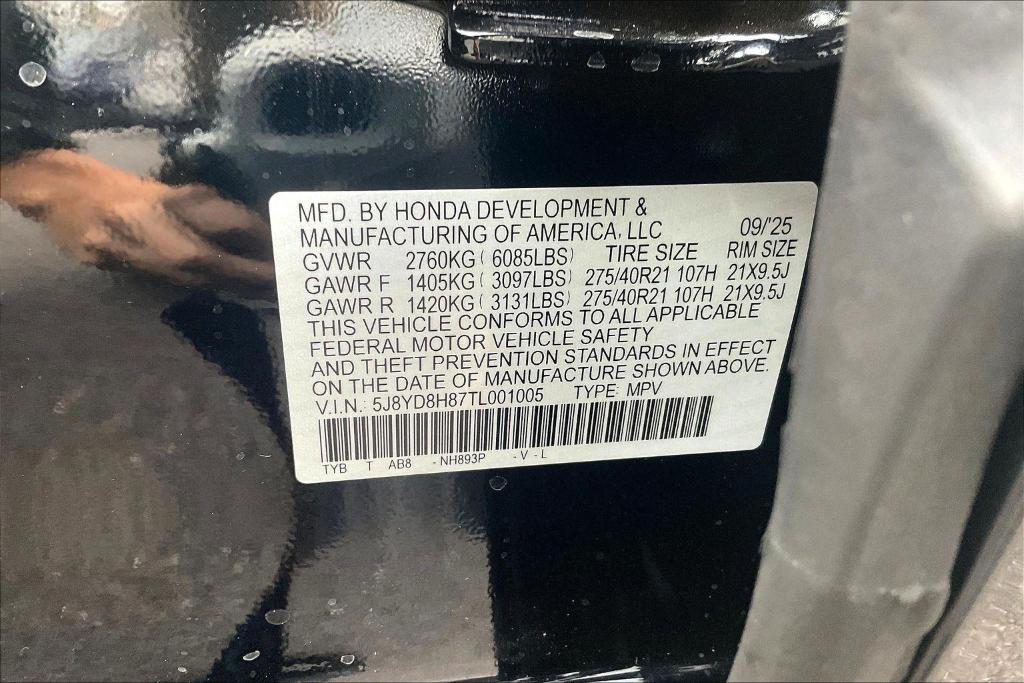 MFD. BY HONDA DEVELOPMENT &
MANUFACTURING OF AMERICA, LLC 09/'25
GVWR 2760KG ( 6085LBS) TIRE SIZE RIM SIZE
GAWR F 1405KG ( 3097LBS) 275/40R21 107H 21X9.5J
GAWR R 1420KG ( 3131LBS) 275/40R21 107H 21X9.5J
THIS VEHICLE CONFORMS TO ALL APPLICABLE
FEDERAL MOTOR VEHICLE SAFETY
AND THEFT PREVENTION STANDARDS IN EFFECT
ON THE DATE OF MANUFACTURE SHOWN ABOVE.
V.I.N.: 5J8YD8H87TL001005 TYPE: MPV
TYB T AB8 -NH893P -V -L